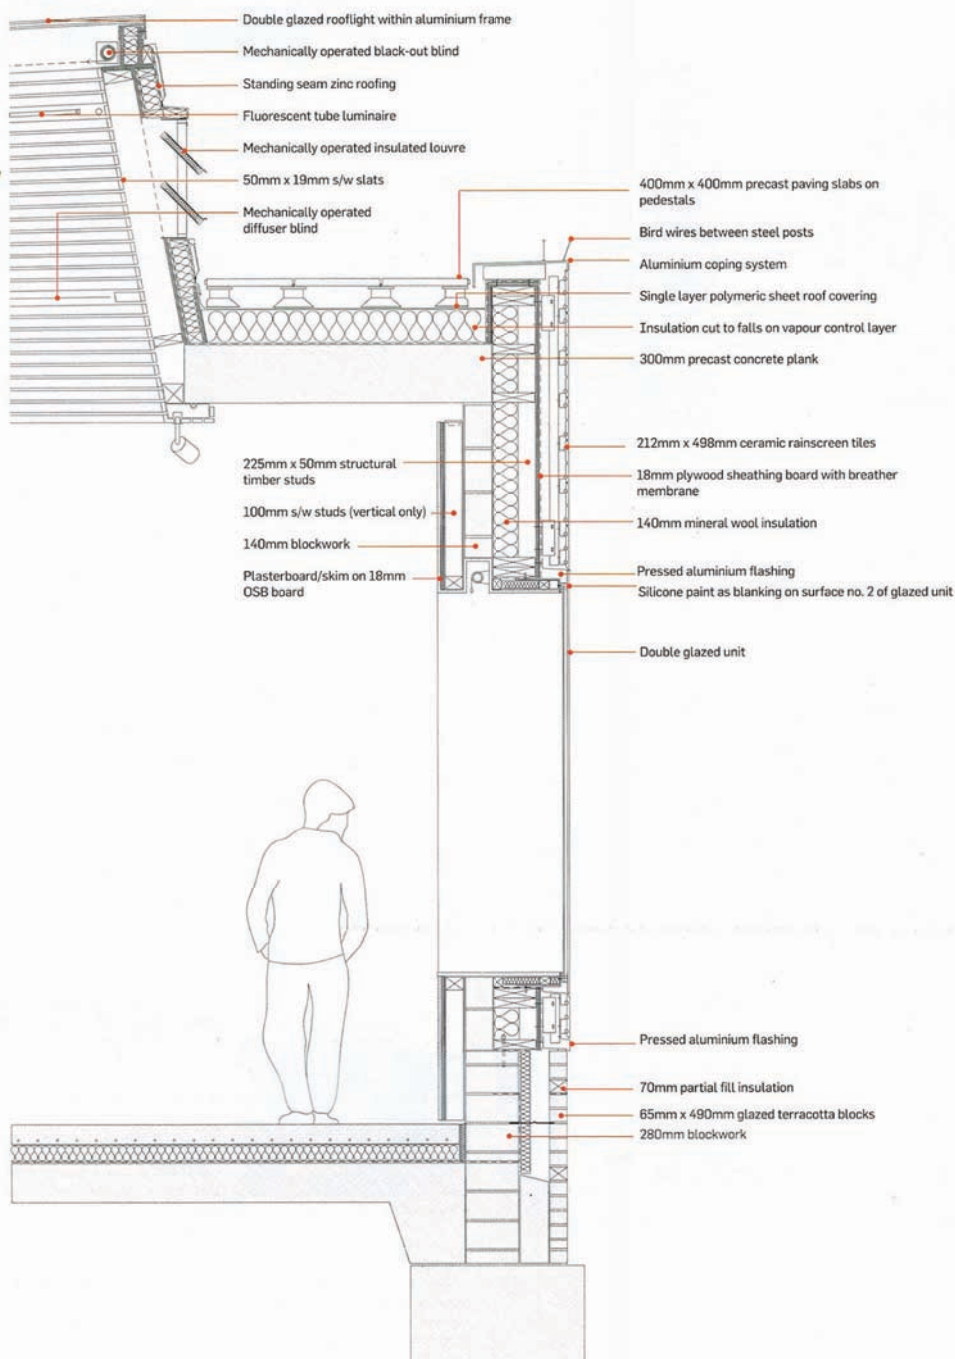 Double glazed rooflight within aluminium frame
Mechanically operated black-out blind
Standing seam zinc roofing
Fluorescent tube luminaire
Mechanically operated insulated louvre
50mm x 19mm s/w slats
Mechanically operated
diffuser blind
400mm x 400mm precast paving slabs on
pedestals
Bird wires between steel posts
Aluminium coping system
Single layer polymeric sheet roof covering
Insulation cut to falls on vapour control layer
300mm precast concrete plank
225mm x 50mm structural
timber studs
100mm s/w studs (vertical only)
140mm blockwork
Plasterboard/skim on 18mm
OSB board
212mm x 498mm ceramic rainscreen tiles
18mm plywood sheathing board with breather
membrane
140mm mineral wool insulation
Pressed aluminium flashing
Silicone paint as blanking on surface no. 2 of glazed unit
Double glazed unit
Pressed aluminium flashing
70mm partial fill insulation
65mm x 490mm glazed terracotta blocks
280mm blockwork